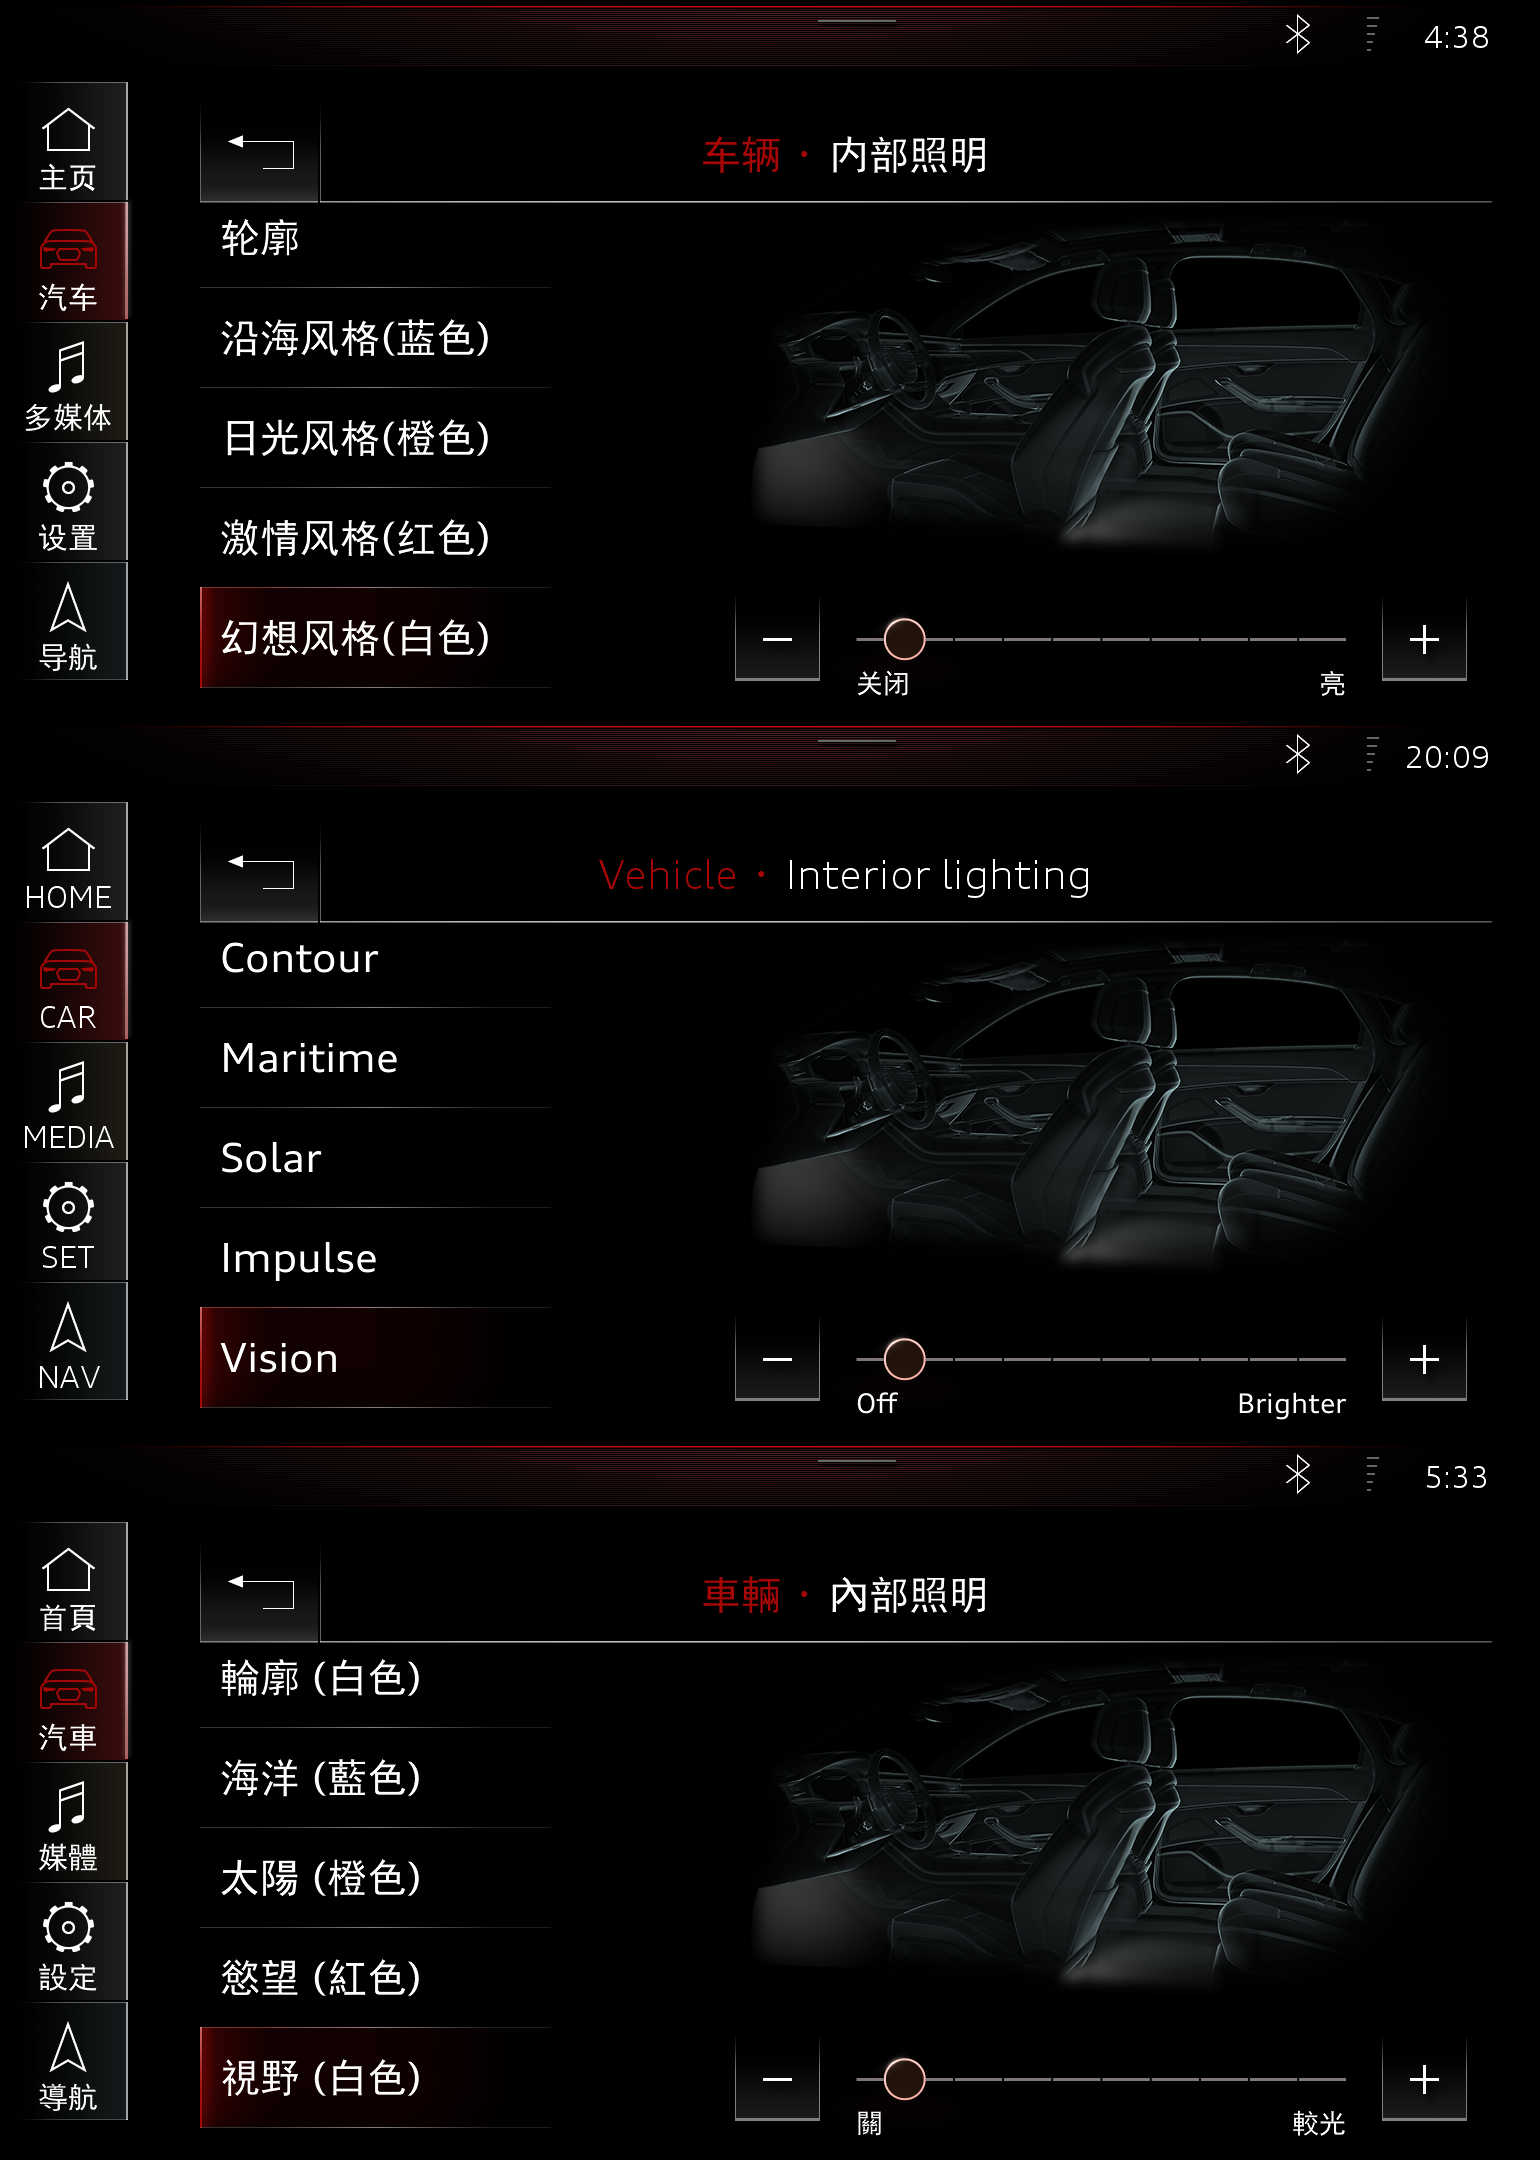 4:38
主页
车辆 · 内部照明
轮廓
汽车
沿海风格(蓝色)
多媒体
日光风格(橙色)
设置
激情风格(红色)
导航
幻想风格(白色)
关闭
亮
20:09
HOME
Vehicle · Interior lighting
Contour
CAR
Maritime
MEDIA
Solar
SET
Impulse
NAV
Vision
Off
Brighter
5:33
首頁
車輛 · 內部照明
輪廓 (白色)
汽車
海洋 (藍色)
媒體
太陽 (橙色)
設定
慾望 (紅色)
導航
視野 (白色)
關
較光